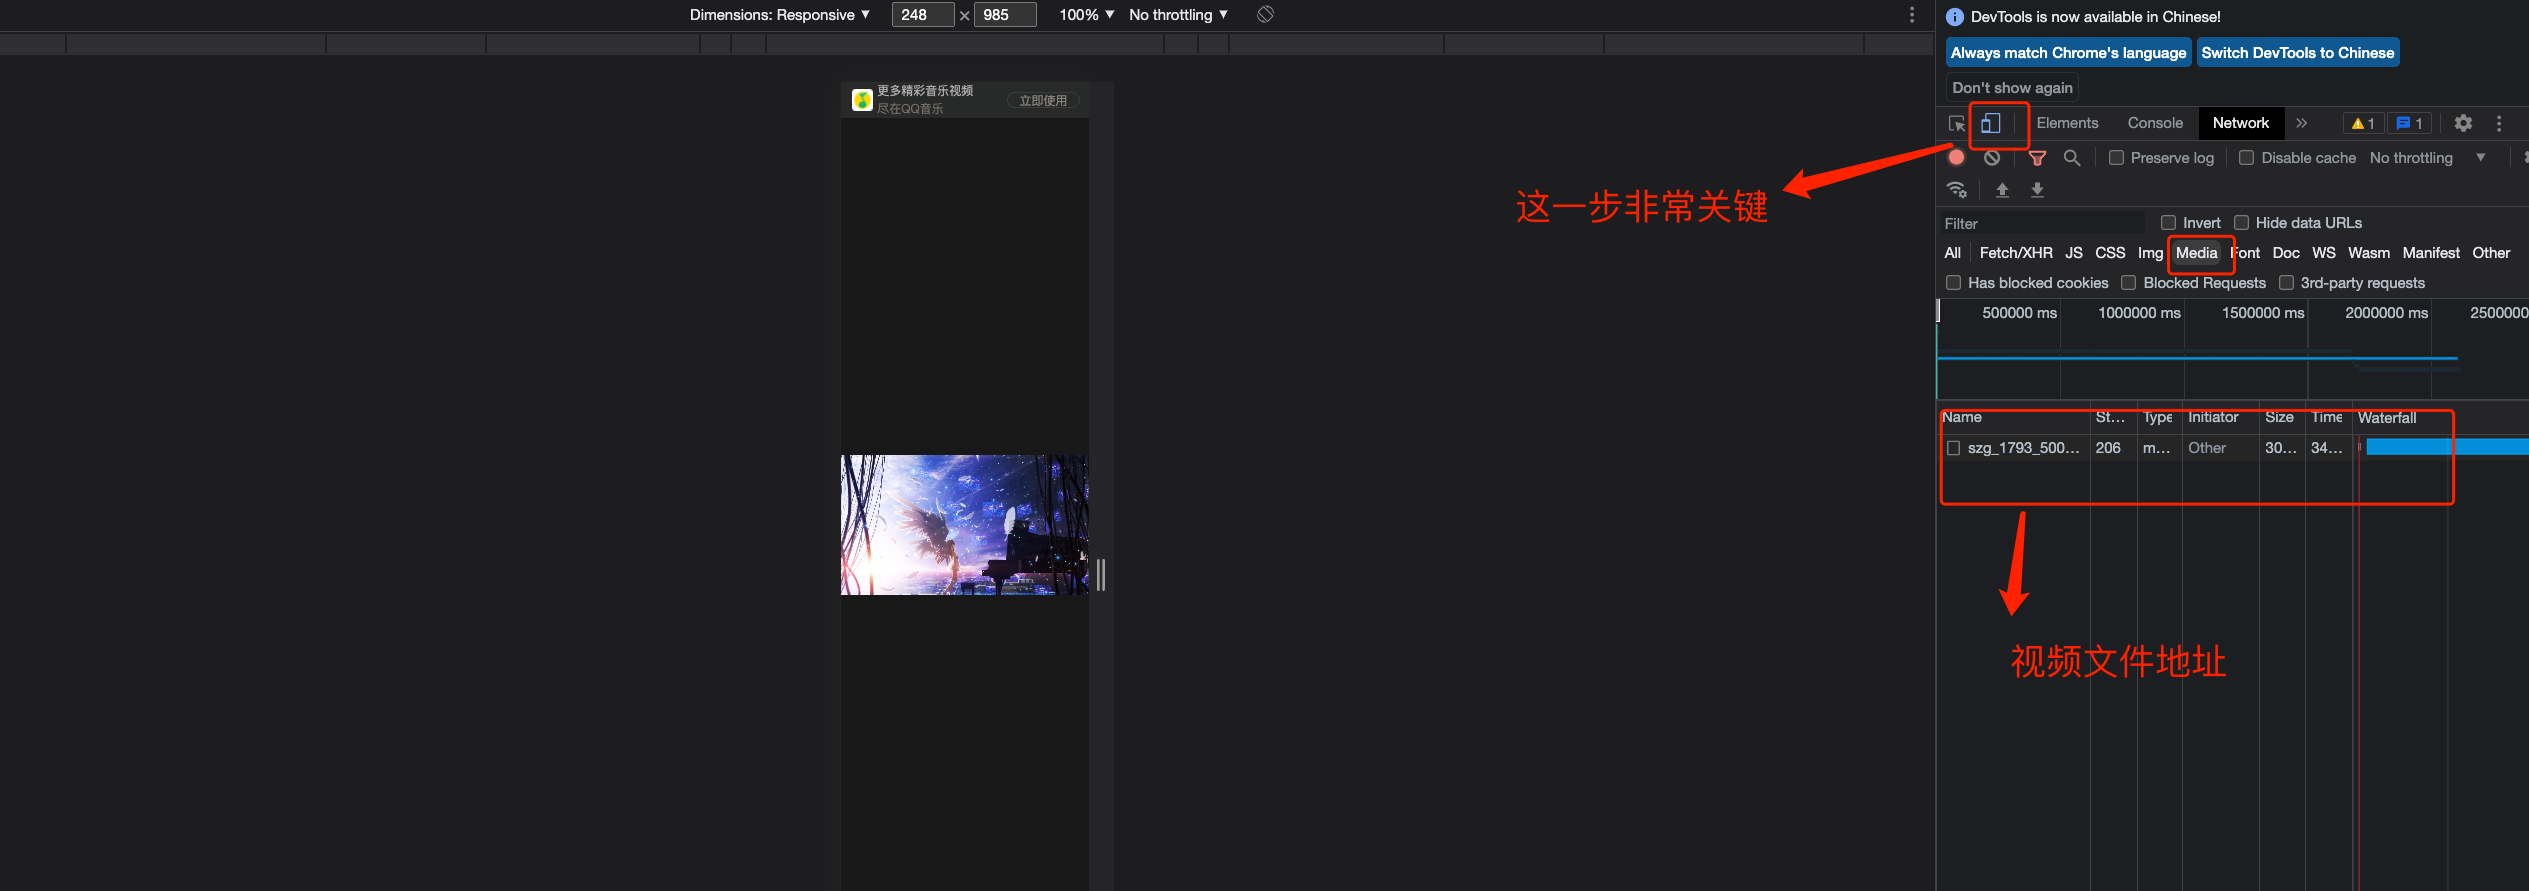 Dimensions: Responsive ▼ 248 × 985 100% ▼ No throttling ▼
DevTools is now available in Chinese!
Always match Chrome's language Switch DevTools to Chinese
Don't show again
更多精彩音乐视频
尽在QQ音乐
立即使用
Elements Console Network » 1 1
Preserve log Disable cache No throttling ▼
这一步非常关键
Filter Invert Hide data URLs
All Fetch/XHR JS CSS Img Media Font Doc WS Wasm Manifest Other
Has blocked cookies Blocked Requests 3rd-party requests
500000 ms 1000000 ms 1500000 ms 2000000 ms 2500000
Name St... Type Initiator Size Time Waterfall
szg_1793_500... 206 m... Other 30... 34...
视频文件地址